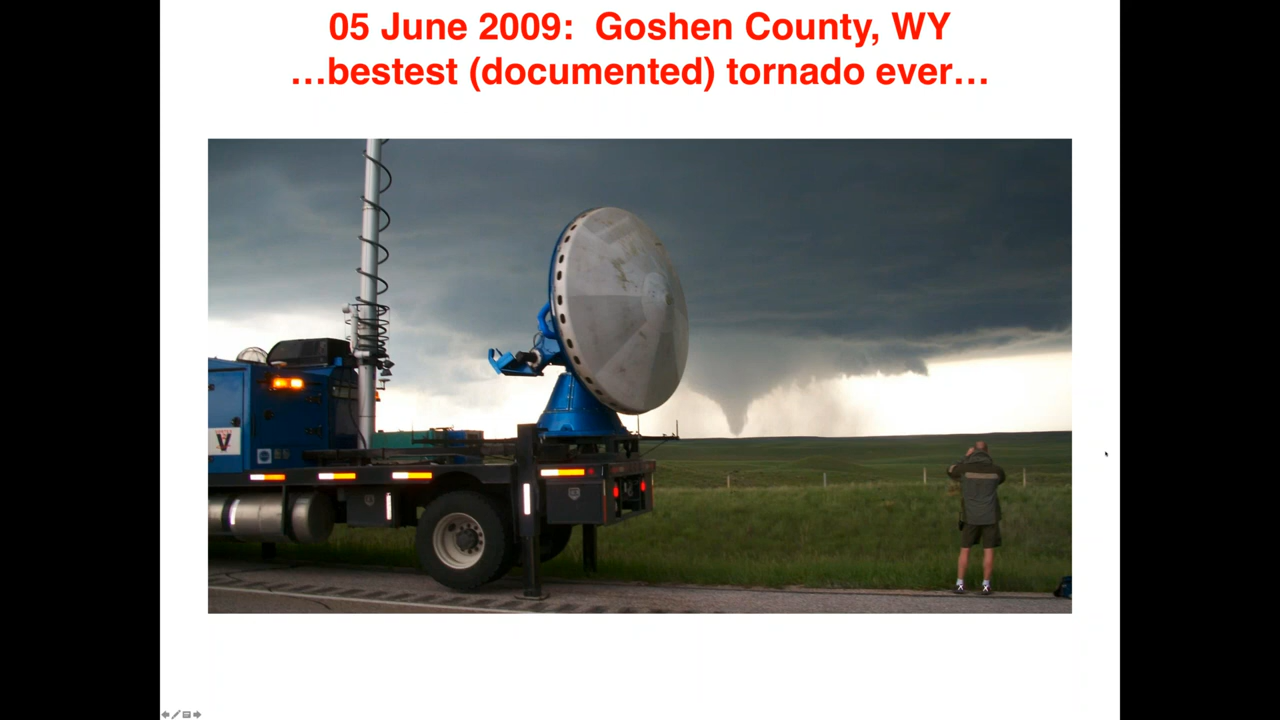 05 June 2009: Goshen County, WY
…bestest (documented) tornado ever…